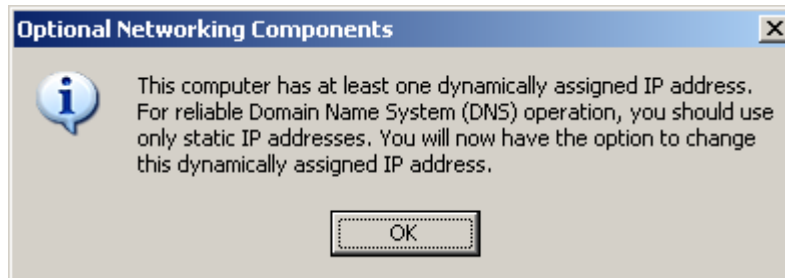 Optional Networking Components
This computer has at least one dynamically assigned IP address.
For reliable Domain Name System (DNS) operation, you should use
only static IP addresses. You will now have the option to change
this dynamically assigned IP address.
OK